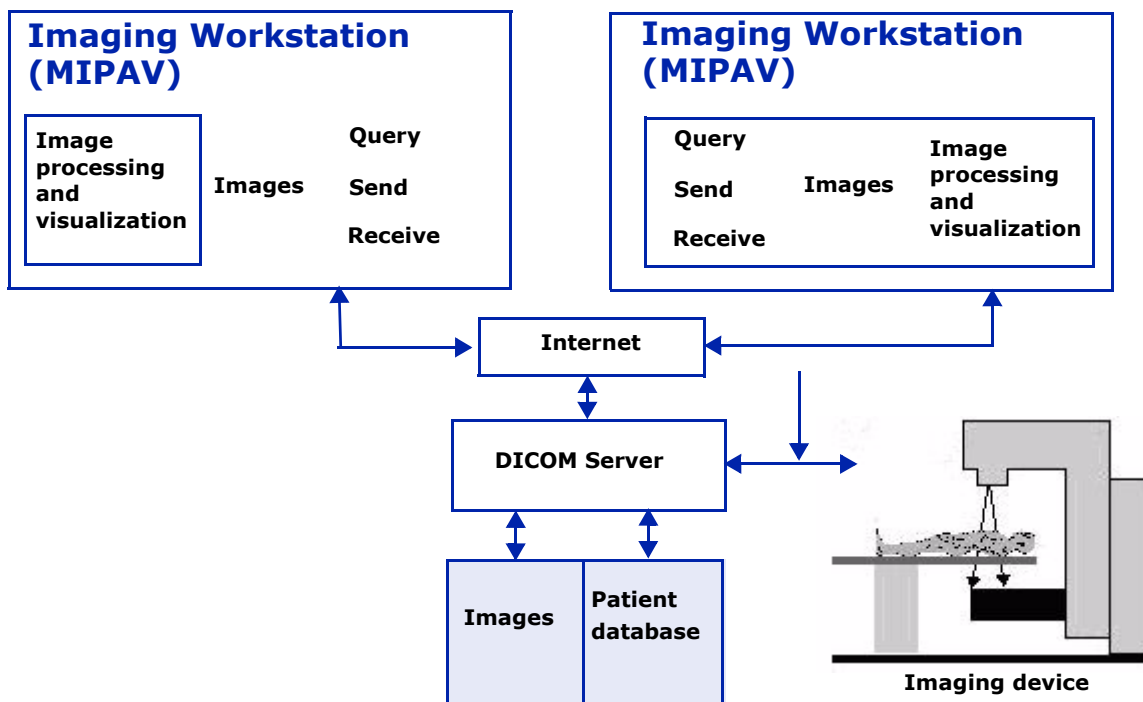 Imaging Workstation
(MIPAV)
Image
processing
and
visualization
Images
Query
Send
Receive
Imaging Workstation
(MIPAV)
Query
Send
Receive
Images
Image
processing
and
visualization
Internet
DICOM Server
Images
Patient
database
Imaging device